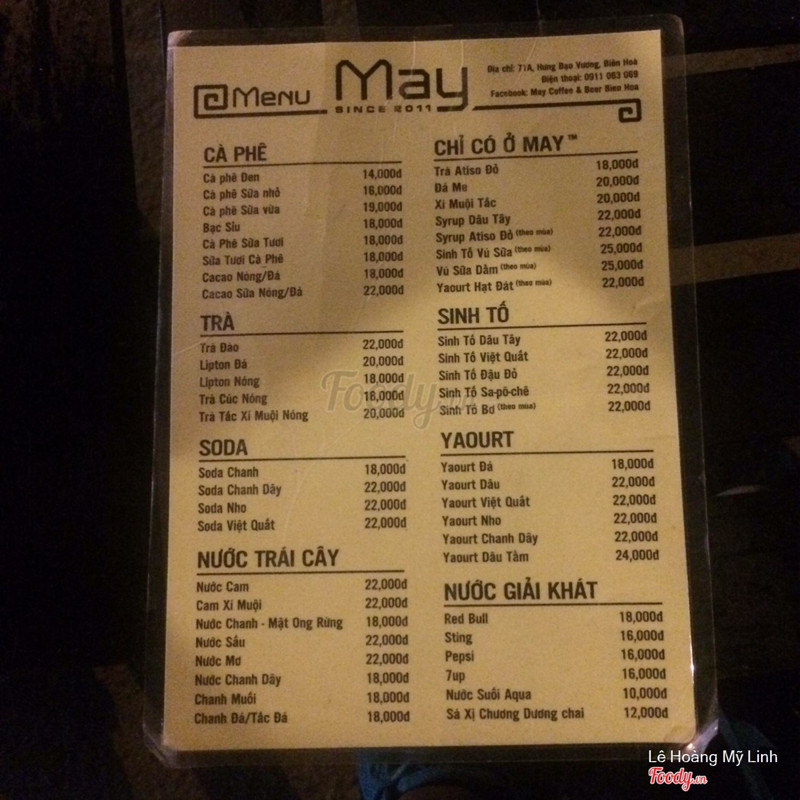 Menu
May
SINCE 2011
Địa chỉ: 71A, Hưng Đạo Vương, Biên Hoà
Điện thoại: 0911 063 069
Facebook: May Coffee & Beer Bien Hoa
CÀ PHÊ
Cà phê Đen 14,000đ
Cà phê Sữa nhỏ 16,000đ
Cà phê Sữa vừa 19,000đ
Bạc Sỉu 18,000đ
Cà Phê Sữa Tươi 18,000đ
Sữa Tươi Cà Phê 18,000đ
Cacao Nóng/Đá 18,000đ
Cacao Sữa Nóng/Đá 22,000đ
TRÀ
Trà Đào 22,000đ
Lipton Đá 20,000đ
Lipton Nóng 18,000đ
Trà Cúc Nóng 18,000đ
Trà Tắc Xí Muội Nóng 20,000đ
SODA
Soda Chanh 18,000đ
Soda Chanh Dây 22,000đ
Soda Nho 22,000đ
Soda Việt Quất 22,000đ
NƯỚC TRÁI CÂY
Nước Cam 22,000đ
Cam Xí Muội 22,000đ
Nước Chanh - Mật Ong Rừng 18,000đ
Nước Sấu 22,000đ
Nước Mơ 22,000đ
Nước Chanh Dây 18,000đ
Chanh Muối 18,000đ
Chanh Đá/Tắc Đá 18,000đ
CHỈ CÓ Ở MAY ™
Trà Atiso Đỏ 18,000đ
Đá Me 20,000đ
Xí Muội Tắc 20,000đ
Syrup Dâu Tây 22,000đ
Syrup Atiso Đỏ (theo mùa) 22,000đ
Sinh Tố Vú Sữa (theo mùa) 25,000đ
Vú Sữa Dầm (theo mùa) 25,000đ
Yaourt Hạt Đát (theo mùa) 22,000đ
SINH TỐ
Sinh Tố Dâu Tây 22,000đ
Sinh Tố Việt Quất 22,000đ
Sinh Tố Đậu Đỏ 22,000đ
Sinh Tố Sa-pô-chê 22,000đ
Sinh Tố Bơ (theo mùa) 22,000đ
YAOURT
Yaourt Đá 18,000đ
Yaourt Dâu 22,000đ
Yaourt Việt Quất 22,000đ
Yaourt Nho 22,000đ
Yaourt Chanh Dây 22,000đ
Yaourt Dâu Tằm 24,000đ
NƯỚC GIẢI KHÁT
Red Bull 18,000đ
Sting 16,000đ
Pepsi 16,000đ
7up 16,000đ
Nước Suối Aqua 10,000đ
Sá Xị Chương Dương chai 12,000đ
Foody.vn
Lê Hoàng Mỹ Linh
Foody.vn